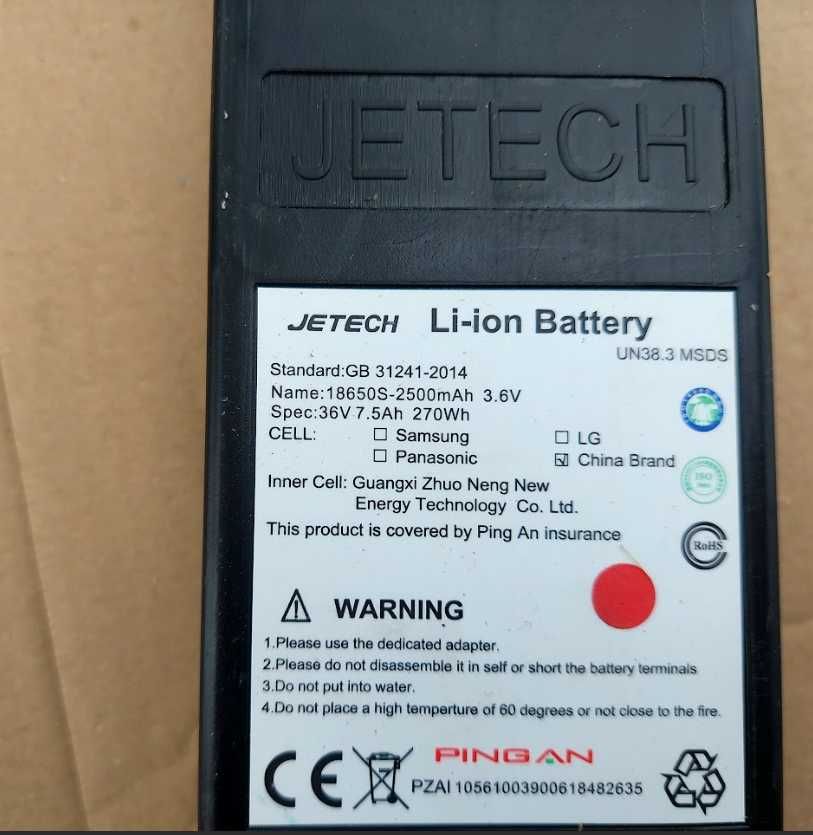 JETECH
JETECH Li-ion Battery
UN38.3 MSDS
Standard:GB 31241-2014
Name:18650S-2500mAh 3.6V
Spec:36V 7.5Ah 270Wh
CELL: ☐ Samsung ☐ LG
☐ Panasonic ☑ China Brand
Inner Cell: Guangxi Zhuo Neng New
Energy Technology Co. Ltd.
ISO
This product is covered by Ping An insurance
RoHS
WARNING
1.Please use the dedicated adapter.
2.Please do not disassemble it in self or short the battery terminals
3.Do not put into water.
4.Do not place a high temperture of 60 degrees or not close to the fire.
CE
PINGAN
PZAI 10561003900618482635